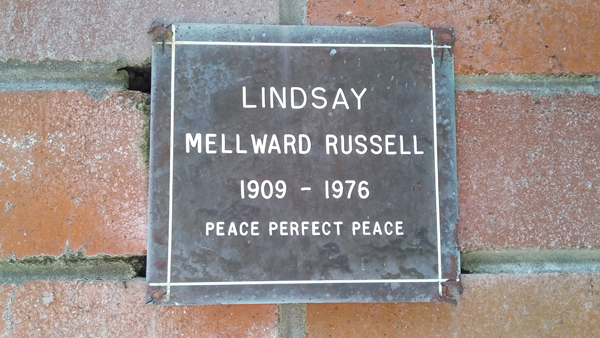 LINDSAY
MELLWARD RUSSELL
1909 - 1976
PEACE PERFECT PEACE